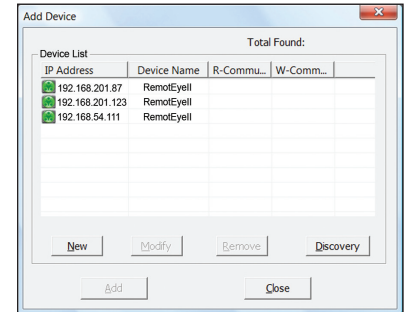 Add Device
Total Found:
Device List
IP Address Device Name R-Commu... W-Comm...
192.168.201.87 RemotEyeII
192.168.201.123 RemotEyeII
192.168.54.111 RemotEyeII
New Modify Remove Discovery
Add Close